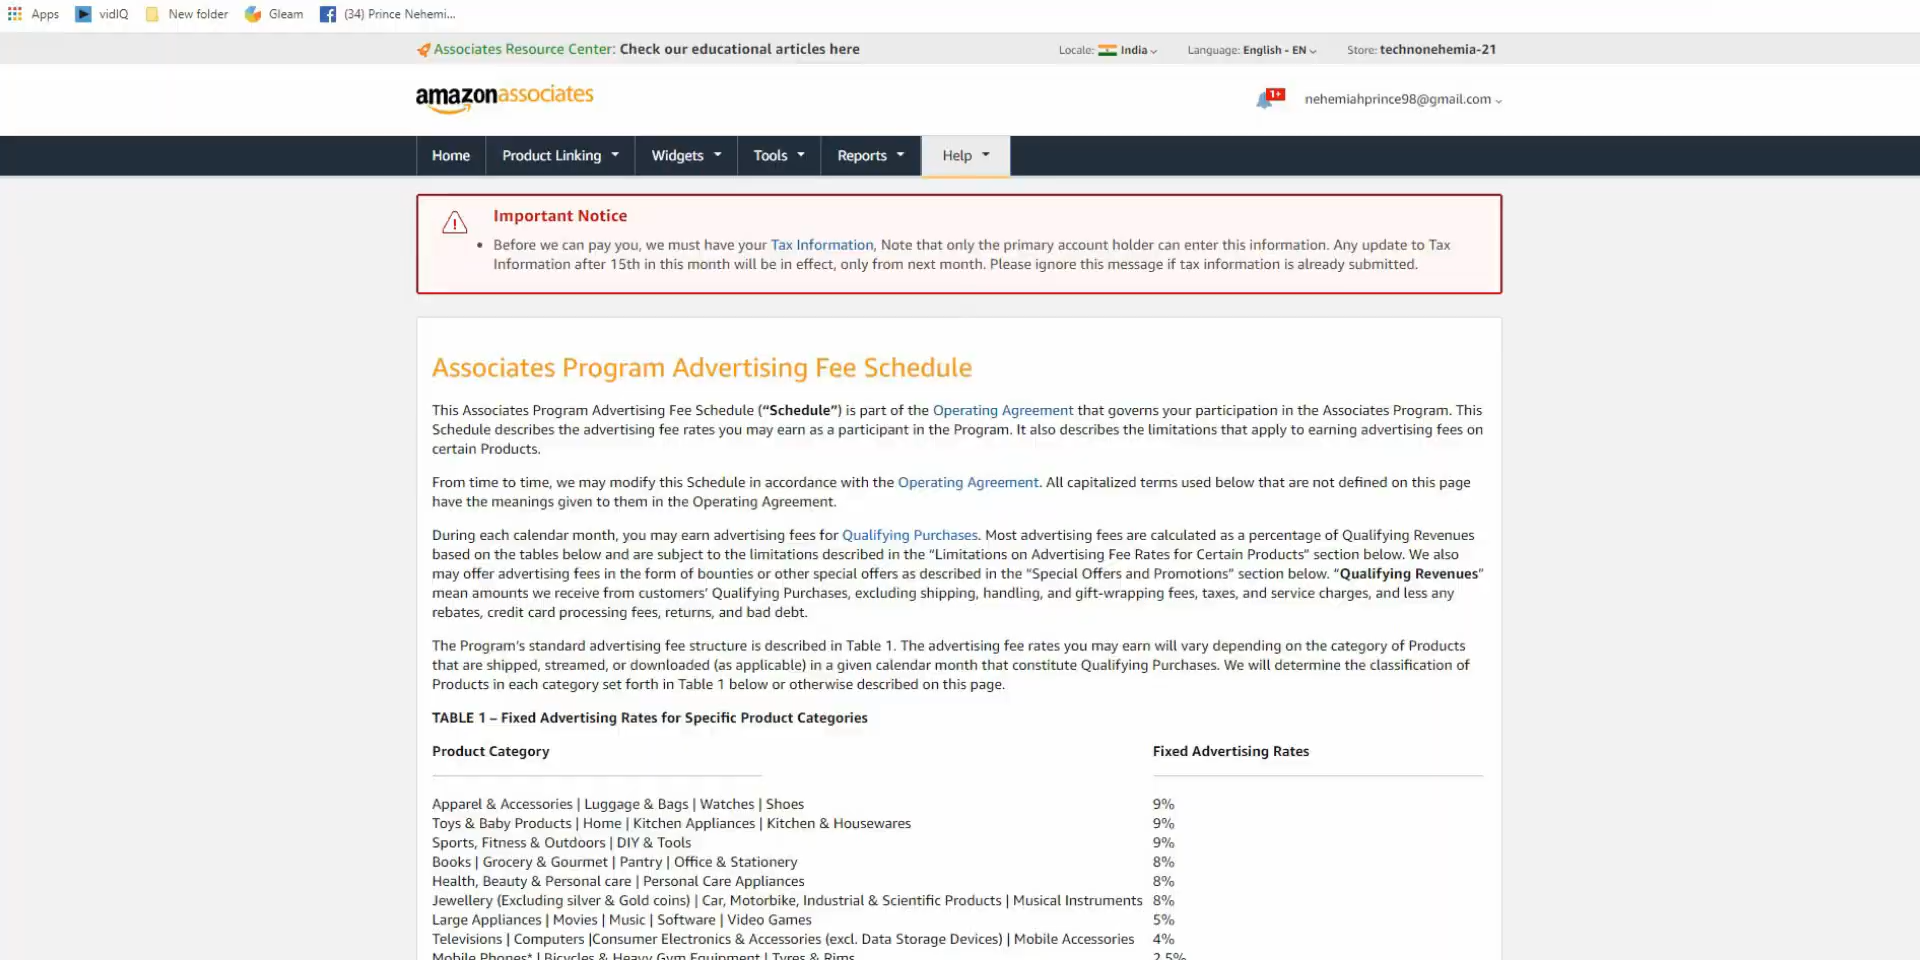 Apps vidIQ New folder Gleam (34) Prince Nehemi...
Associates Resource Center: Check our educational articles here Locale: India Language: English - EN Store: technonehemia-21
amazonassociates 1+ nehemiahprince98@gmail.com
Home Product Linking Widgets Tools Reports Help
Important Notice
• Before we can pay you, we must have your Tax Information, Note that only the primary account holder can enter this information. Any update to Tax
Information after 15th in this month will be in effect, only from next month. Please ignore this message if tax information is already submitted.
Associates Program Advertising Fee Schedule
This Associates Program Advertising Fee Schedule (“Schedule”) is part of the Operating Agreement that governs your participation in the Associates Program. This
Schedule describes the advertising fee rates you may earn as a participant in the Program. It also describes the limitations that apply to earning advertising fees on
certain Products.
From time to time, we may modify this Schedule in accordance with the Operating Agreement. All capitalized terms used below that are not defined on this page
have the meanings given to them in the Operating Agreement.
During each calendar month, you may earn advertising fees for Qualifying Purchases. Most advertising fees are calculated as a percentage of Qualifying Revenues
based on the tables below and are subject to the limitations described in the “Limitations on Advertising Fee Rates for Certain Products” section below. We also
may offer advertising fees in the form of bounties or other special offers as described in the “Special Offers and Promotions” section below. “Qualifying Revenues”
mean amounts we receive from customers’ Qualifying Purchases, excluding shipping, handling, and gift-wrapping fees, taxes, and service charges, and less any
rebates, credit card processing fees, returns, and bad debt.
The Program’s standard advertising fee structure is described in Table 1. The advertising fee rates you may earn will vary depending on the category of Products
that are shipped, streamed, or downloaded (as applicable) in a given calendar month that constitute Qualifying Purchases. We will determine the classification of
Products in each category set forth in Table 1 below or otherwise described on this page.
TABLE 1 – Fixed Advertising Rates for Specific Product Categories
Product Category Fixed Advertising Rates
Apparel & Accessories | Luggage & Bags | Watches | Shoes 9%
Toys & Baby Products | Home | Kitchen Appliances | Kitchen & Housewares 9%
Sports, Fitness & Outdoors | DIY & Tools 9%
Books | Grocery & Gourmet | Pantry | Office & Stationery 8%
Health, Beauty & Personal care | Personal Care Appliances 8%
Jewellery (Excluding silver & Gold coins) | Car, Motorbike, Industrial & Scientific Products | Musical Instruments 8%
Large Appliances | Movies | Music | Software | Video Games 5%
Televisions | Computers |Consumer Electronics & Accessories (excl. Data Storage Devices) | Mobile Accessories 4%
Mobile Phones* | Bicycles & Heavy Gym Equipment | Tyres & Rims 2.5%